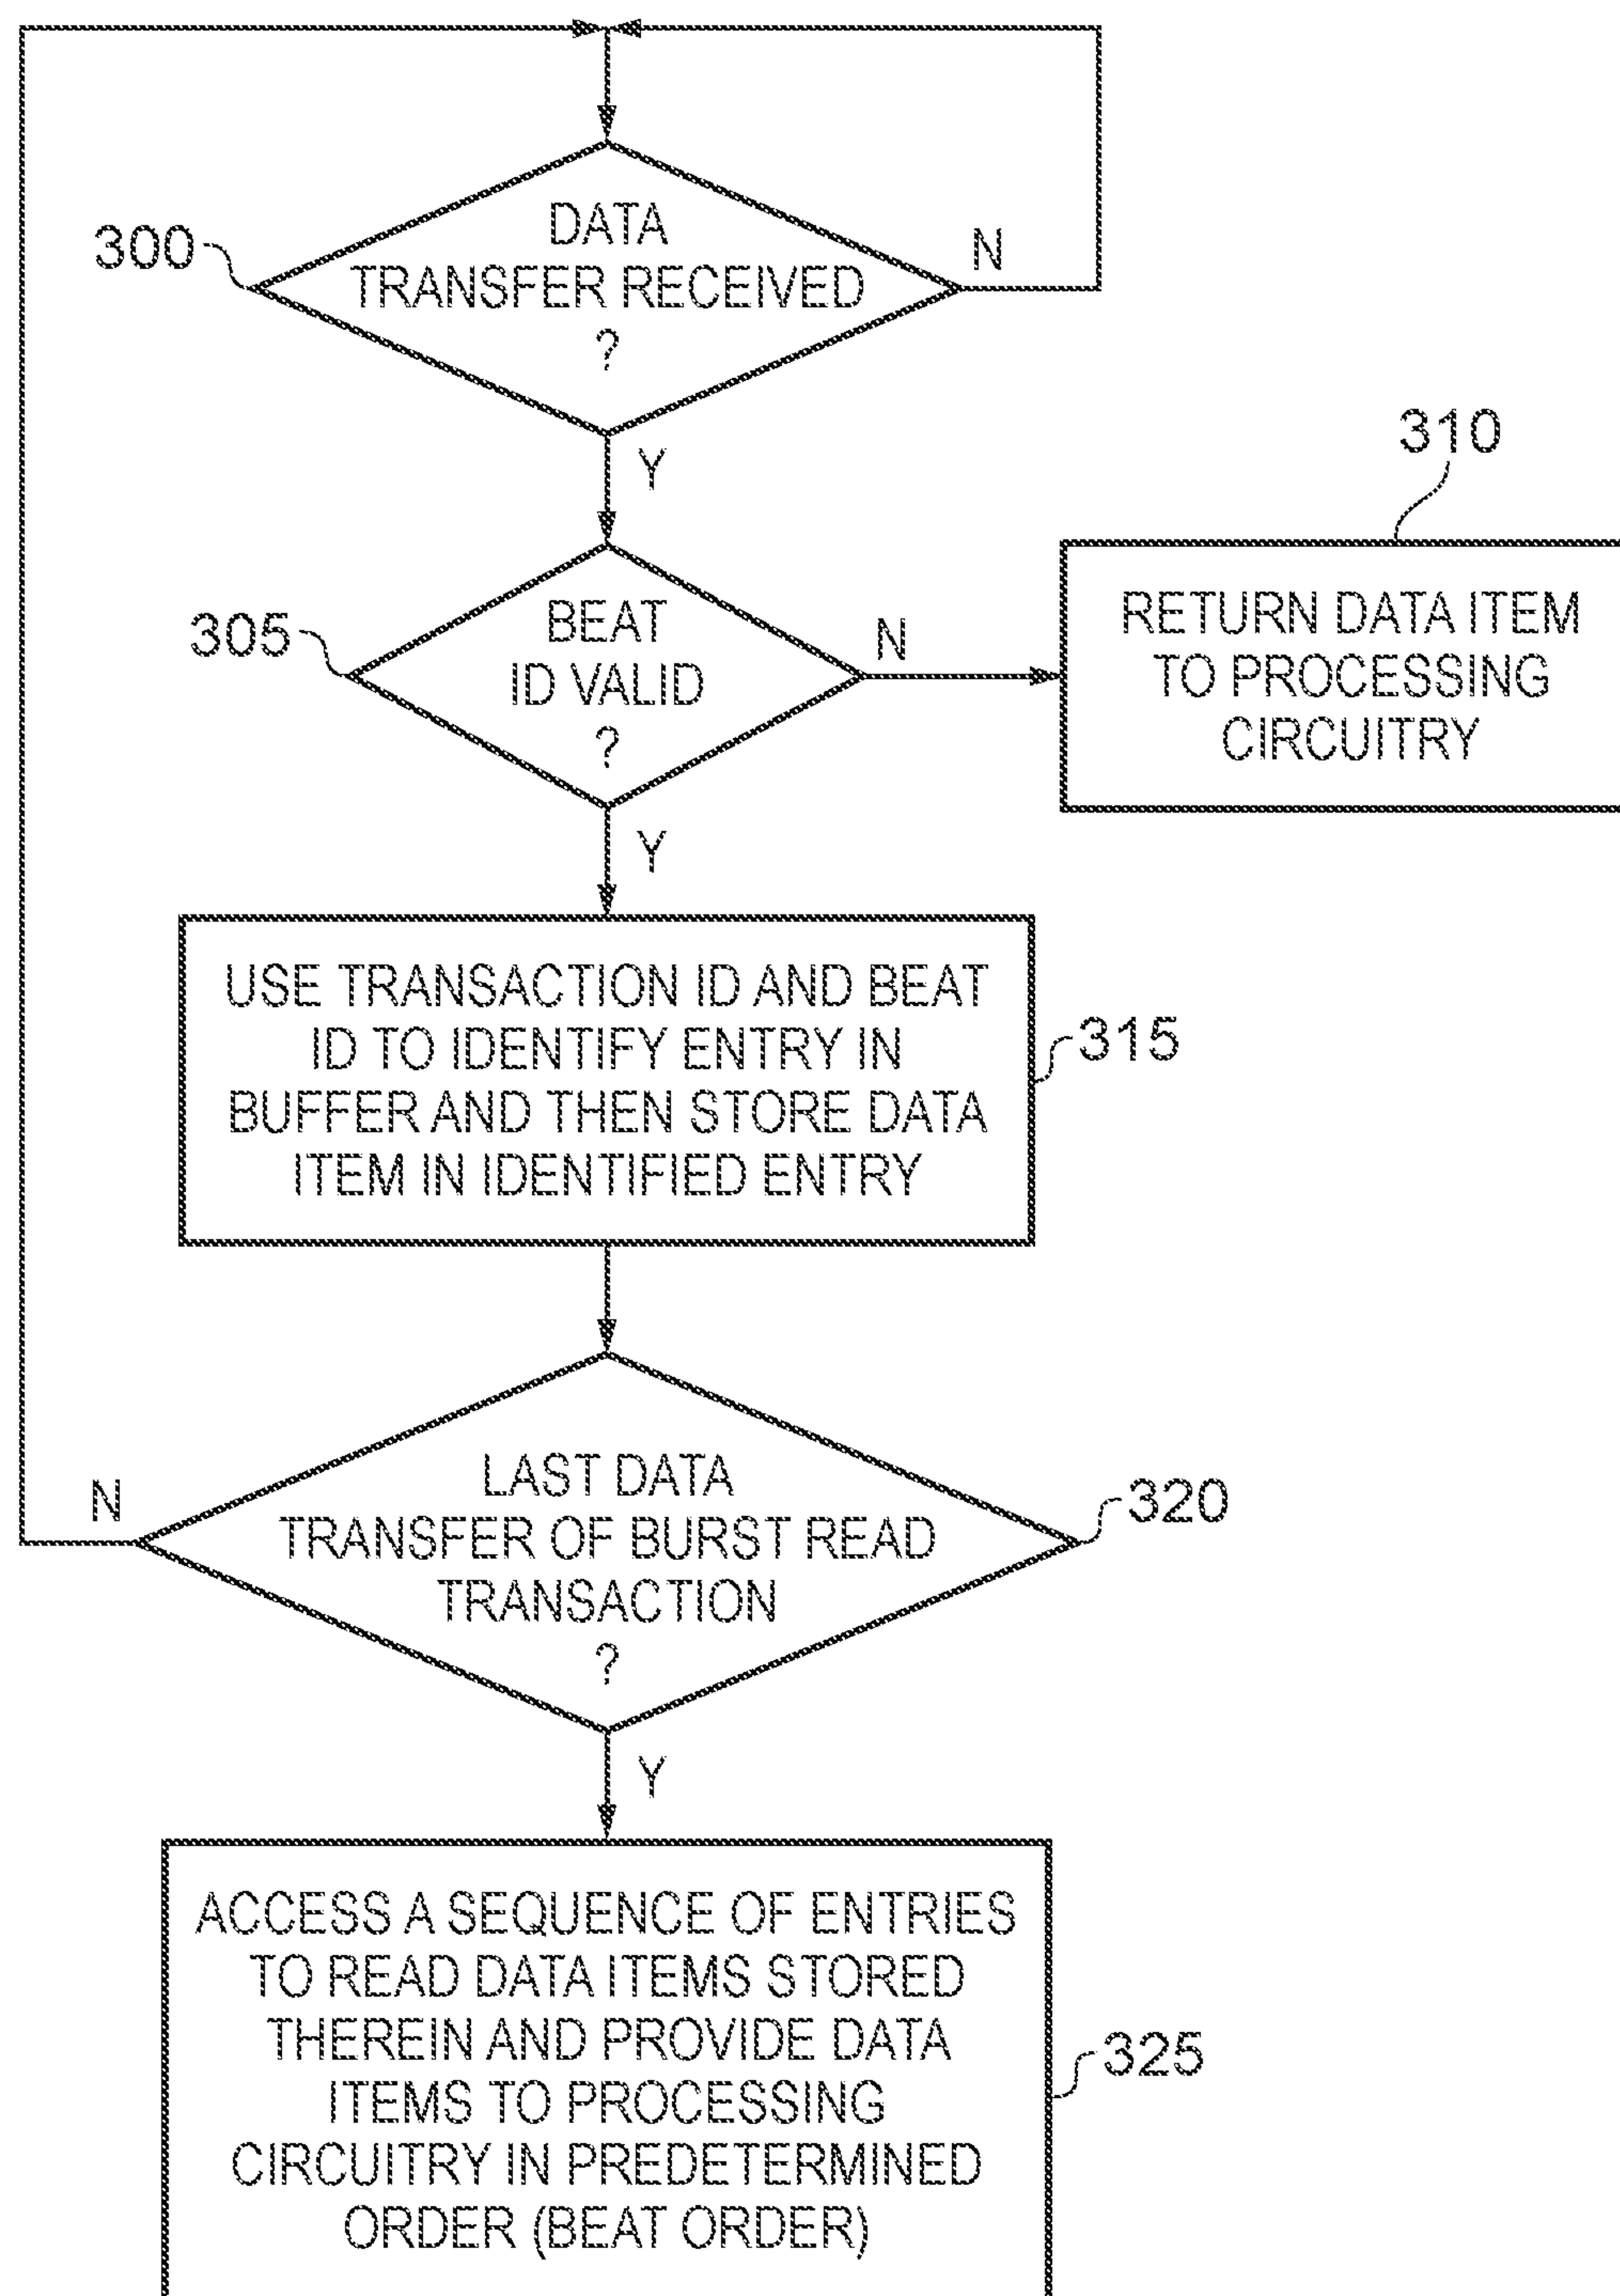 300
DATA
TRANSFER RECEIVED
?
N
Y
310
305
BEAT
ID VALID
?
N
RETURN DATA ITEM
TO PROCESSING
CIRCUITRY
Y
USE TRANSACTION ID AND BEAT
ID TO IDENTIFY ENTRY IN
BUFFER AND THEN STORE DATA
ITEM IN IDENTIFIED ENTRY
315
N
LAST DATA
TRANSFER OF BURST READ
TRANSACTION
?
320
Y
ACCESS A SEQUENCE OF ENTRIES
TO READ DATA ITEMS STORED
THEREIN AND PROVIDE DATA
ITEMS TO PROCESSING
CIRCUITRY IN PREDETERMINED
ORDER (BEAT ORDER)
325